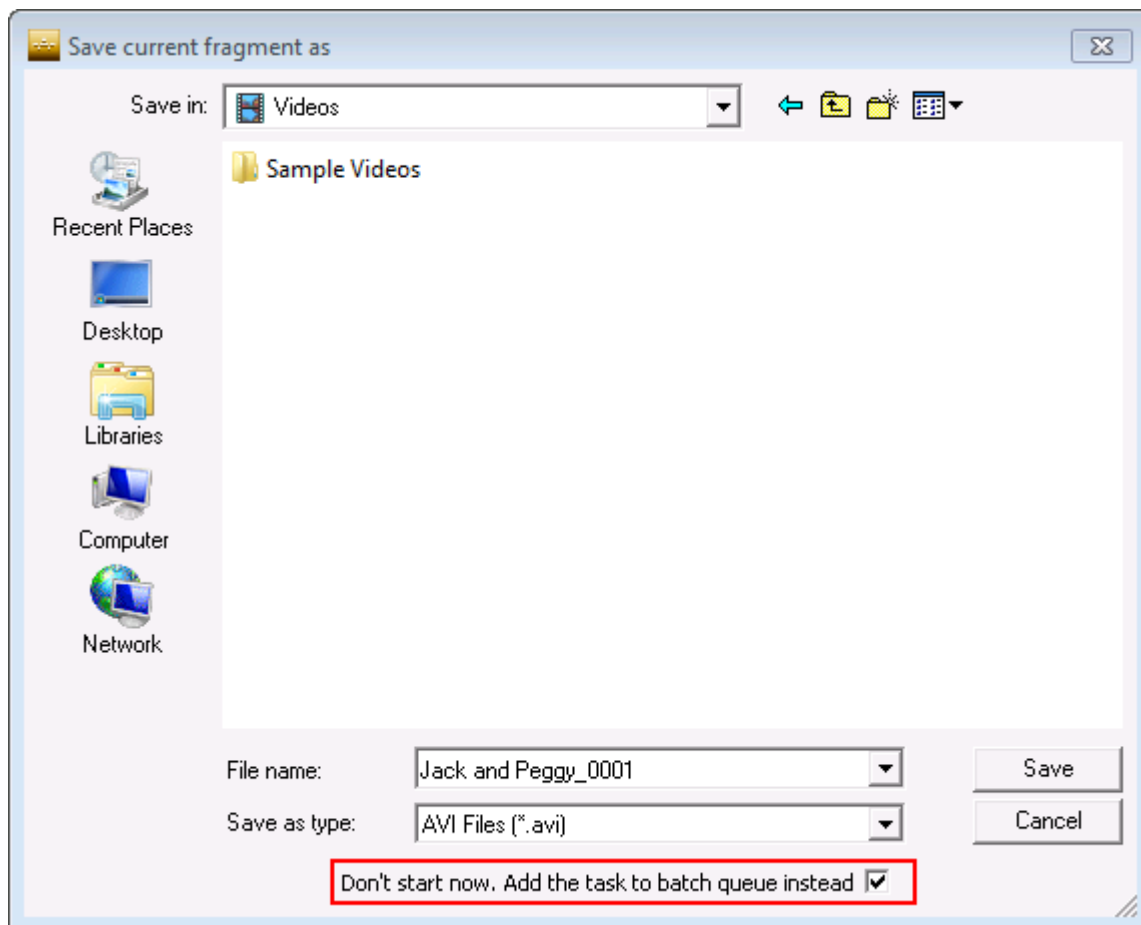 Save current fragment as
Save in: Videos
Sample Videos
Recent Places
Desktop
Libraries
Computer
Network
File name: Jack and Peggy_0001 Save
Save as type: AVI Files (*.avi) Cancel
Don't start now. Add the task to batch queue instead